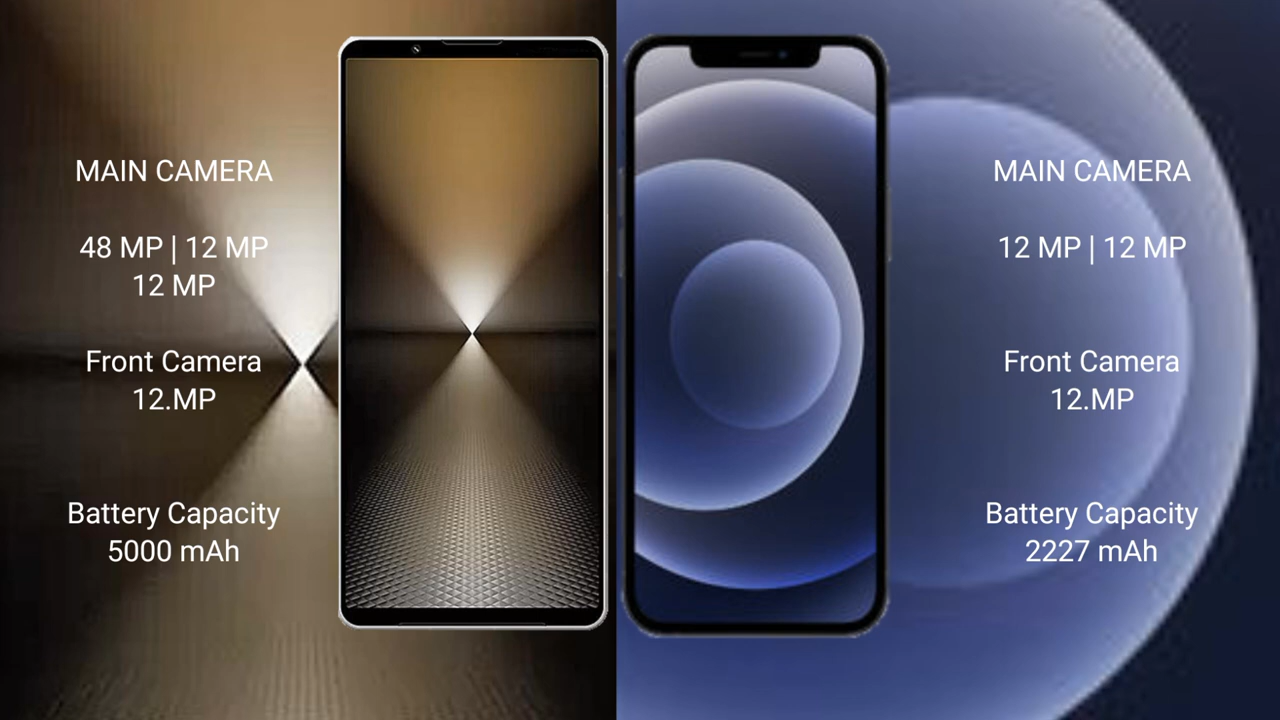 MAIN CAMERA
48 MP | 12 MP
12 MP
Front Camera
12.MP
Battery Capacity
5000 mAh
MAIN CAMERA
12 MP | 12 MP
Front Camera
12.MP
Battery Capacity
2227 mAh